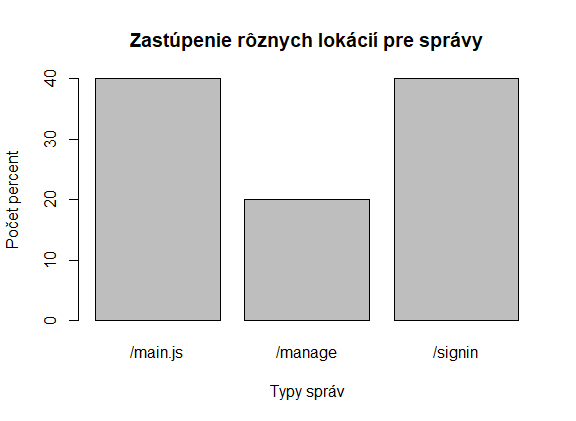 Zastúpenie rôznych lokácií pre správy
Počet percent
40
30
20
10
0
/main.js
/manage
/signin
Typy správ